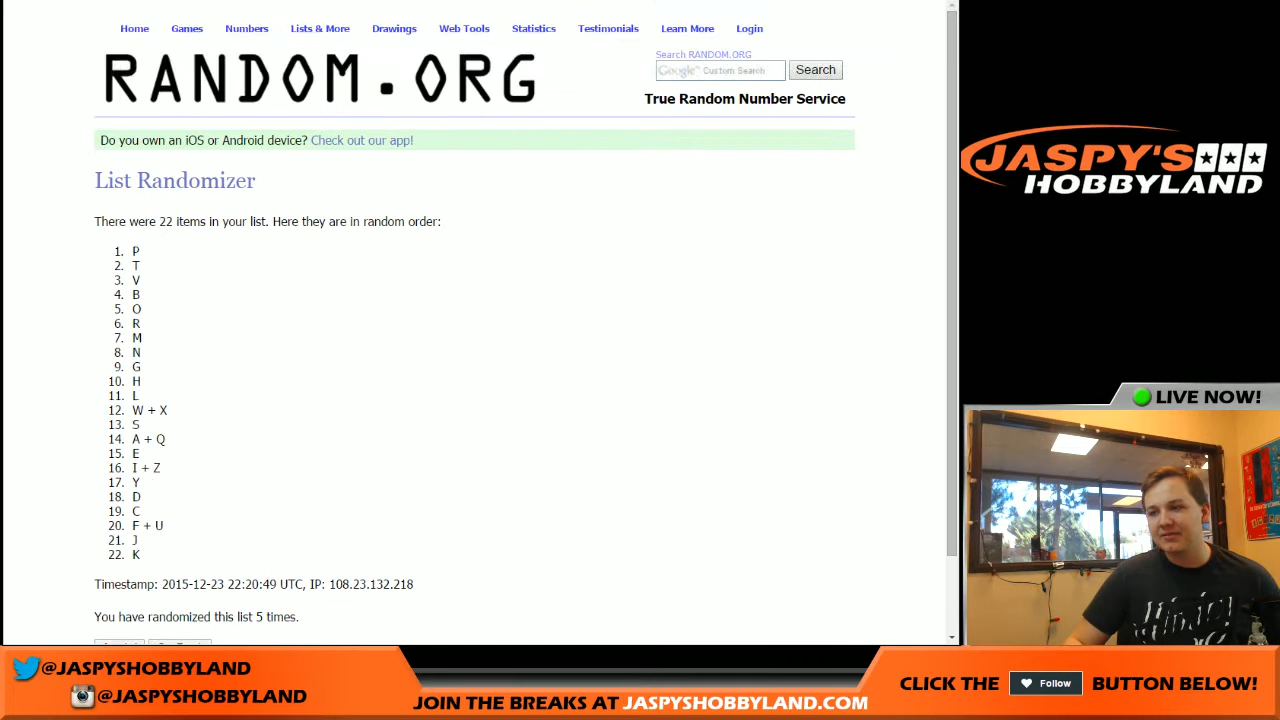 Home Games Numbers Lists & More Drawings Web Tools Statistics Testimonials Learn More Login
RANDOM.ORG
Search RANDOM.ORG
Google™ Custom Search Search
True Random Number Service
Do you own an iOS or Android device? Check out our app!
List Randomizer
There were 22 items in your list. Here they are in random order:
1. P
2. T
3. V
4. B
5. O
6. R
7. M
8. N
9. G
10. H
11. L
12. W + X
13. S
14. A + Q
15. E
16. I + Z
17. Y
18. D
19. C
20. F + U
21. J
22. K
Timestamp: 2015-12-23 22:20:49 UTC, IP: 108.23.132.218
You have randomized this list 5 times.
JASPY'S
HOBBYLAND
LIVE NOW!
@JASPYSHOBBYLAND
@JASPYSHOBBYLAND
JOIN THE BREAKS AT JASPYSHOBBYLAND.COM
CLICK THE Follow BUTTON BELOW!